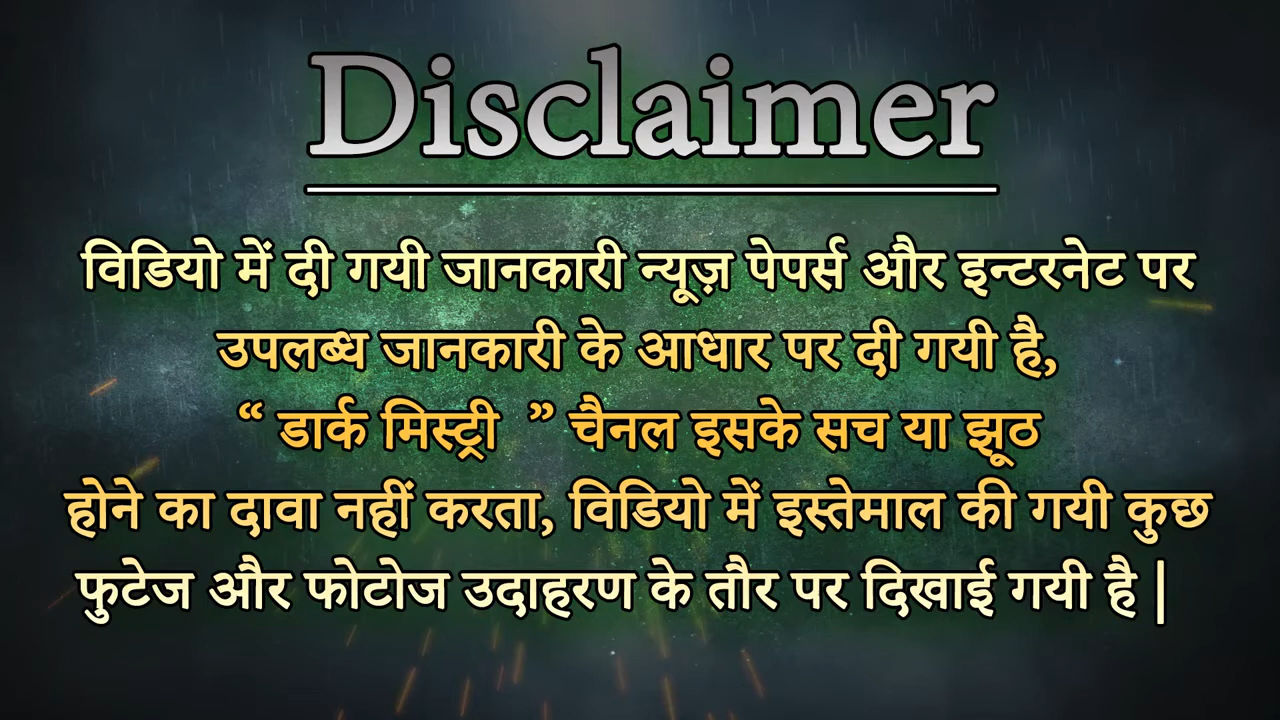 Disclaimer
विडियो में दी गयी जानकारी न्यूज़ पेपर्स और इन्टरनेट पर
उपलब्ध जानकारी के आधार पर दी गयी है,
“ डार्क मिस्ट्री ” चैनल इसके सच या झूठ
होने का दावा नहीं करता, विडियो में इस्तेमाल की गयी कुछ
फुटेज और फोटोज उदाहरण के तौर पर दिखाई गयी है |